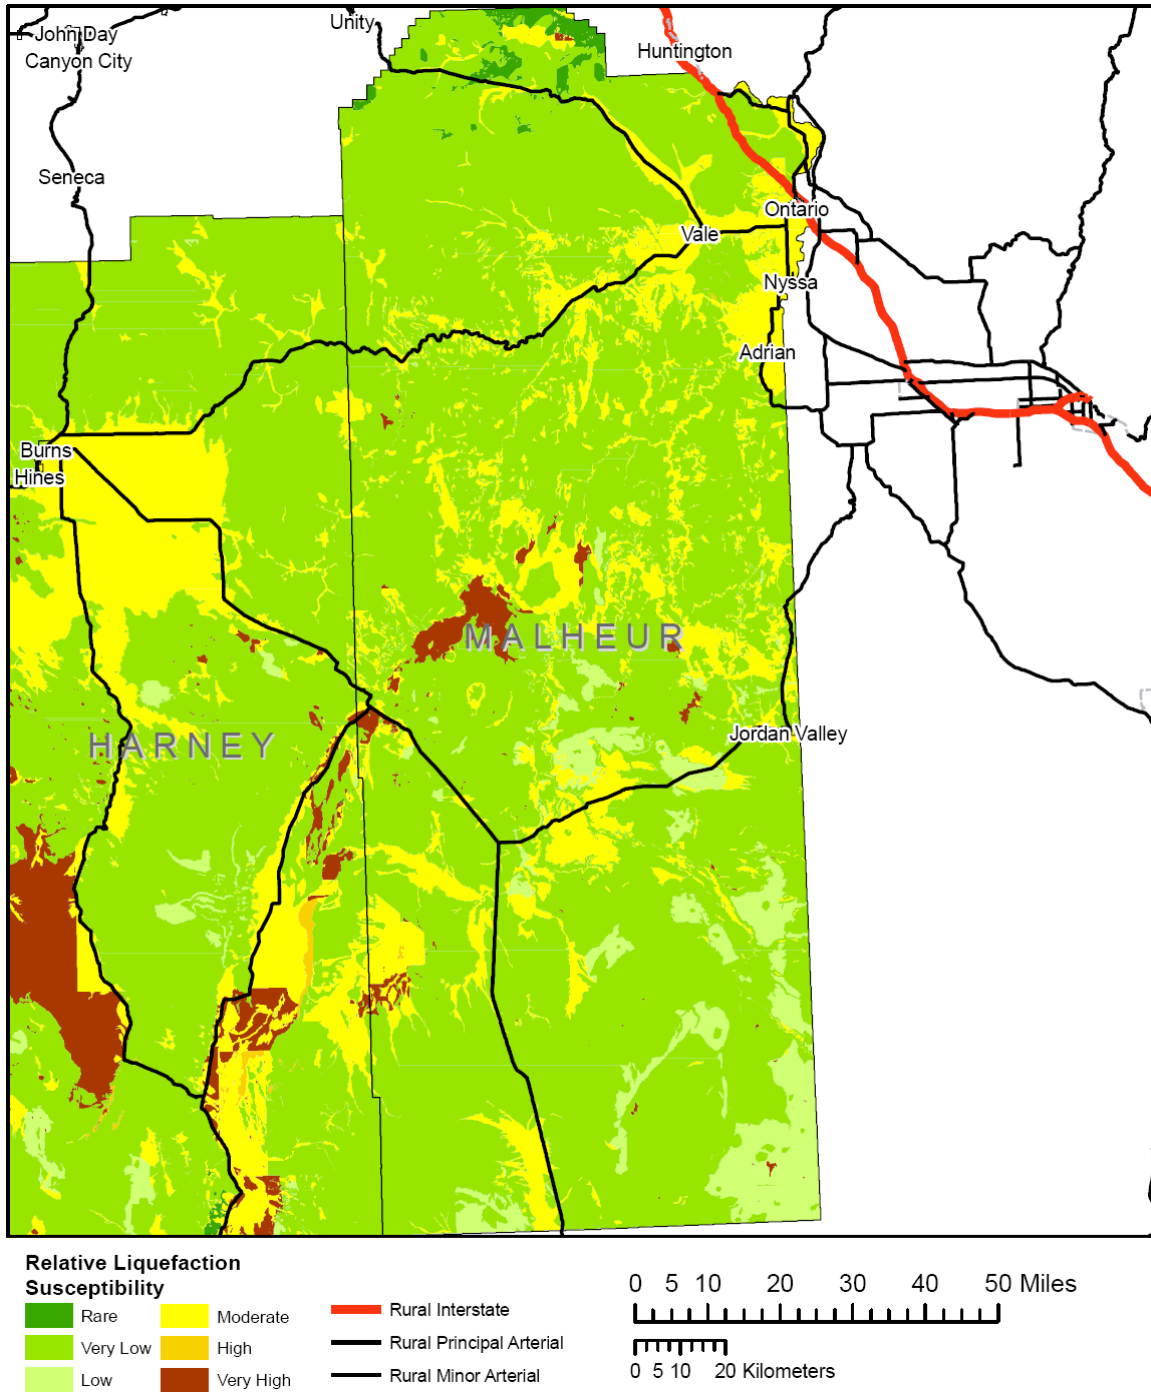 Unity
John Day
Canyon City
Huntington
Seneca
Ontario
Vale
Nyssa
Adrian
Burns
Hines
MALHEUR
HARNEY
Jordan Valley
Relative Liquefaction
Susceptibility
Rare
Very Low
Low
Moderate
High
Very High
Rural Interstate
Rural Principal Arterial
Rural Minor Arterial
0 5 10 20 30 40 50 Miles
0 5 10 20 Kilometers